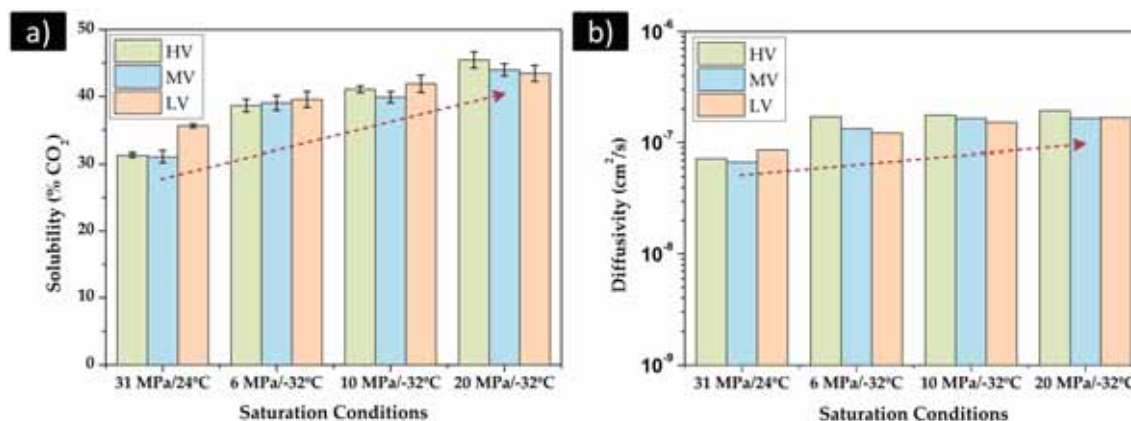 a)
HV
MV
LV
50
40
30
20
10
0
Solubility (% CO2)
31 MPa/24ºC
6 MPa/-32ºC
10 MPa/-32ºC
20 MPa/-32ºC
Saturation Conditions
b)
HV
MV
LV
10-6
10-7
10-8
10-9
Diffusivity (cm2/s)
31 MPa/24ºC
6 MPa/-32ºC
10 MPa/-32ºC
20 MPa/-32ºC
Saturation Conditions